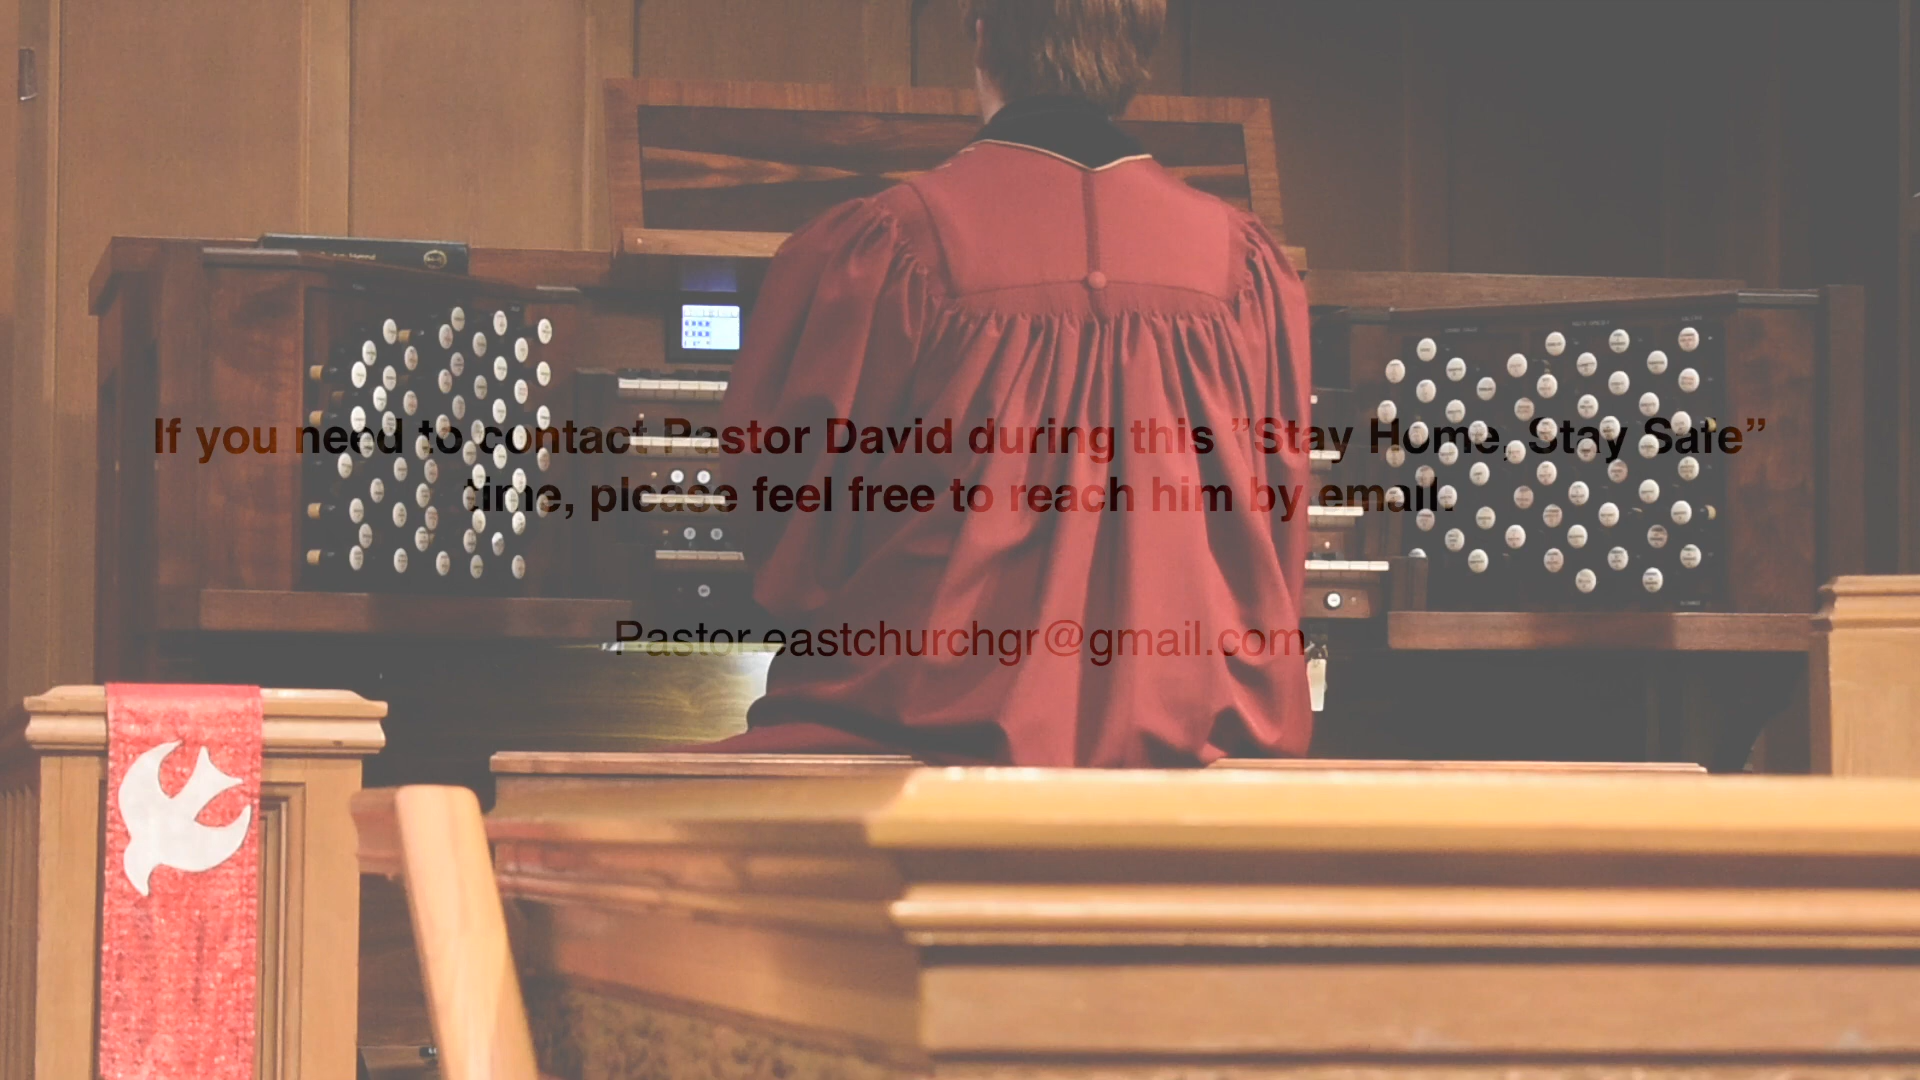 If you need to contact Pastor David during this ”Stay Home, Stay Safe”
time, please feel free to reach him by email.
Pastor.eastchurchgr@gmail.com